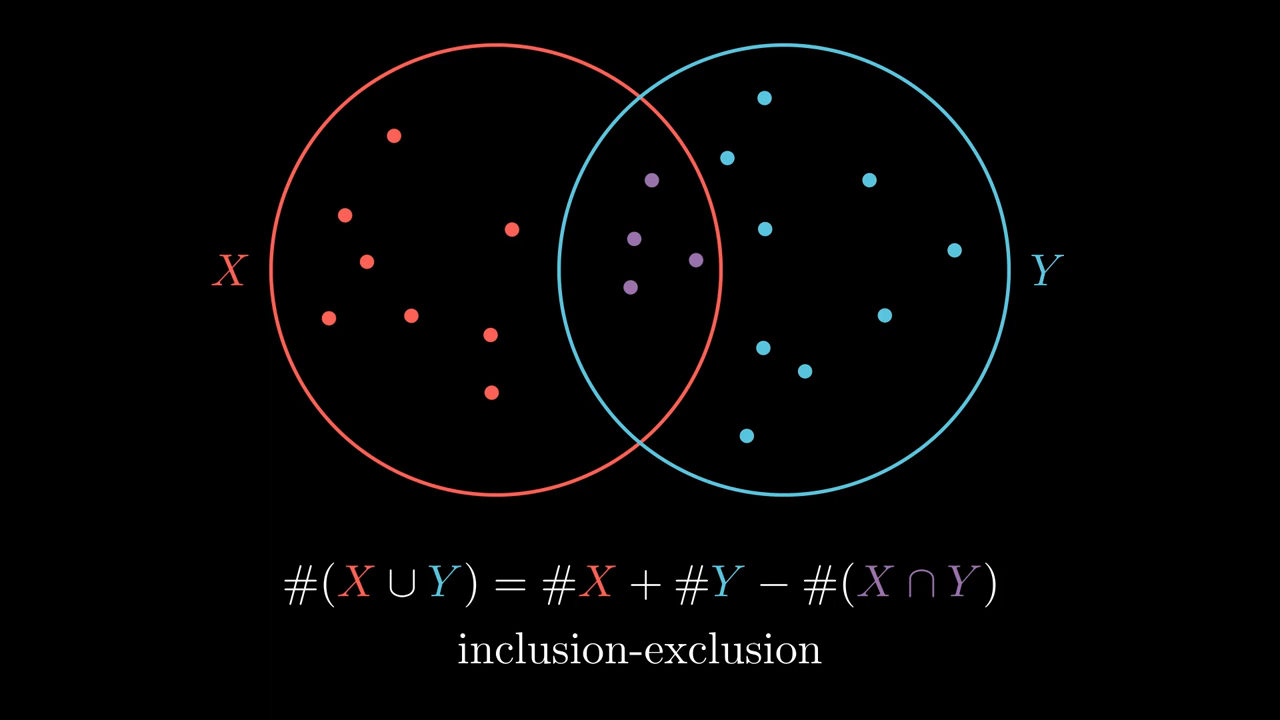 X
Y
#(X ∪ Y) = #X + #Y − #(X ∩ Y)
inclusion-exclusion